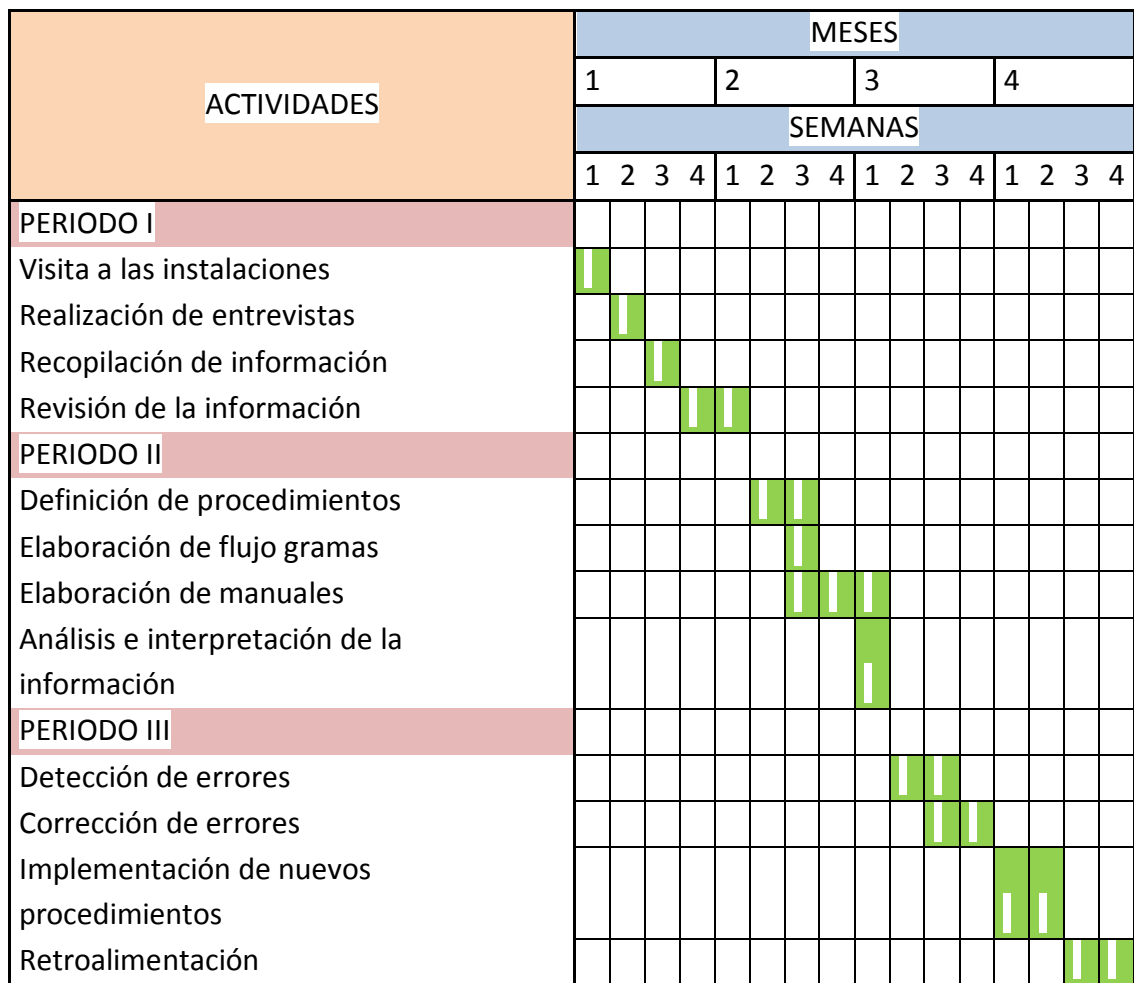 MESES
1 2 3 4
ACTIVIDADES
SEMANAS
1 2 3 4 1 2 3 4 1 2 3 4 1 2 3 4
PERIODO I
Visita a las instalaciones
Realización de entrevistas
Recopilación de información
Revisión de la información
PERIODO II
Definición de procedimientos
Elaboración de flujo gramas
Elaboración de manuales
Análisis e interpretación de la
información
PERIODO III
Detección de errores
Corrección de errores
Implementación de nuevos
procedimientos
Retroalimentación